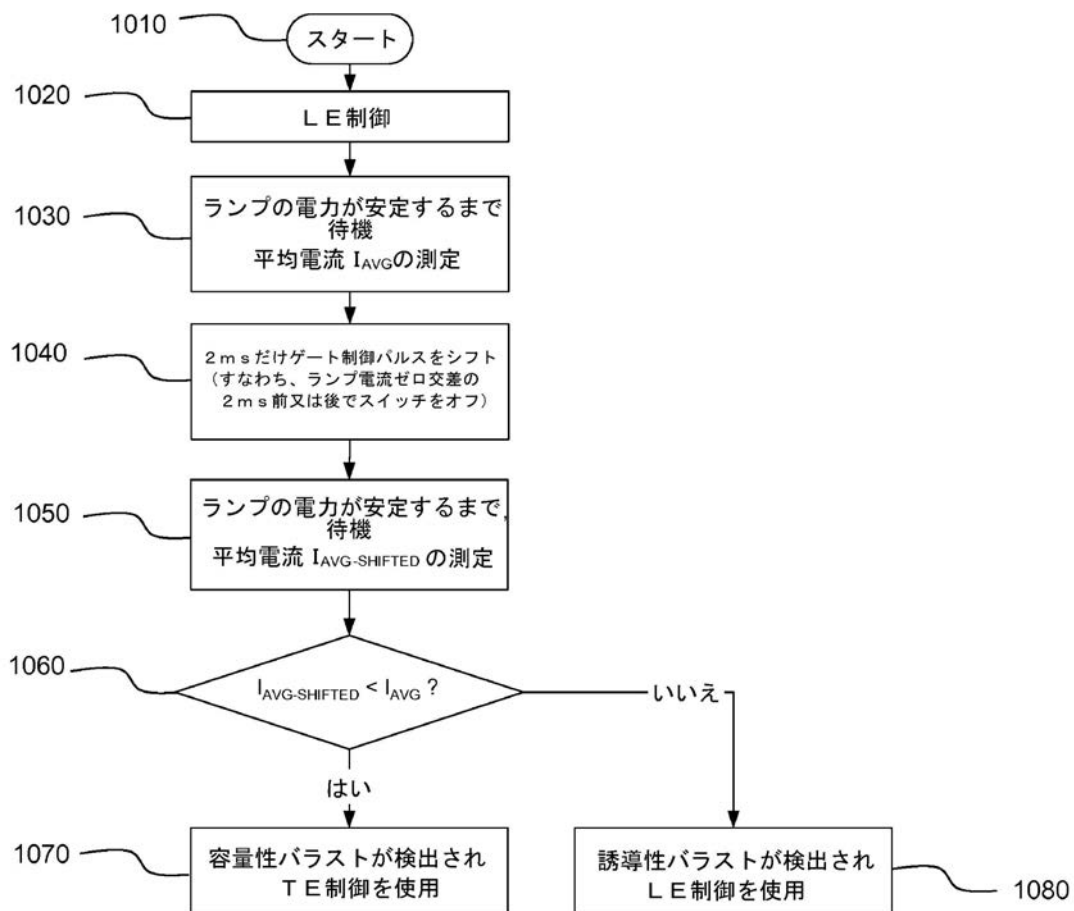 1010
スタート
1020
LE制御
1030
ランプの電力が安定するまで
待機
平均電流 IAVGの測定
1040
2msだけゲート制御パルスをシフト
(すなわち、ランプ電流ゼロ交差の
2ms前又は後でスイッチをオフ)
1050
ランプの電力が安定するまで,
待機
平均電流 IAVG-SHIFTED の測定
1060
IAVG-SHIFTED < IAVG ?
いいえ
はい
1070
容量性バラストが検出され
TE制御を使用
誘導性バラストが検出され
LE制御を使用
1080